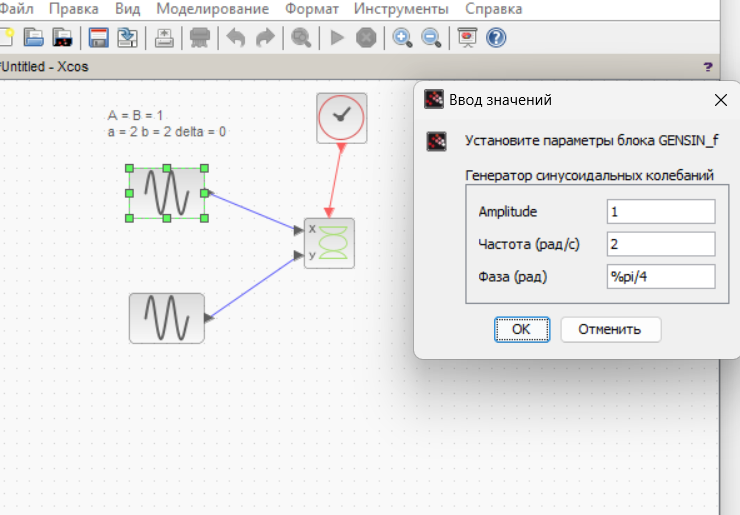 Файл Правка Вид Моделирование Формат Инструменты Справка
*Untitled - Xcos ?
A = B = 1
a = 2 b = 2 delta = 0
x
y
Ввод значений
Установите параметры блока GENSIN_f
Генератор синусоидальных колебаний
Amplitude 1
Частота (рад/с) 2
Фаза (рад) %pi/4
OK Отменить